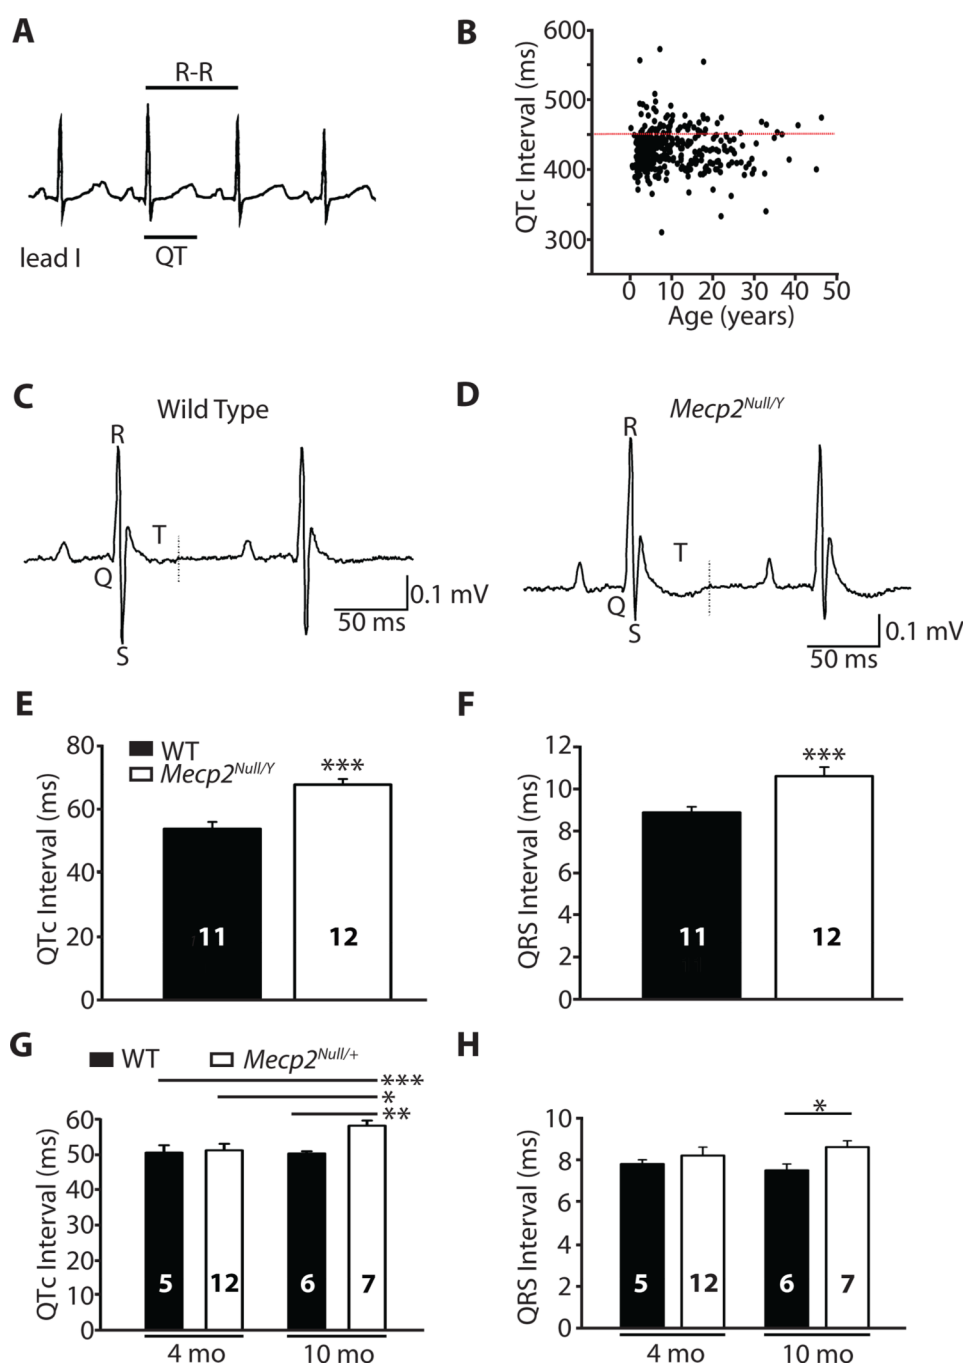 A
R-R
lead I
QT
B
QTc Interval (ms)
600
500
400
300
0 10 20 30 40 50
Age (years)
C
Wild Type
R
T
Q
S
0.1 mV
50 ms
D
Mecp2Null/Y
R
T
Q
S
0.1 mV
50 ms
E
QTc Interval (ms)
80
60
40
20
0
WT
Mecp2Null/Y
***
11
12
F
QRS Interval (ms)
12
10
8
6
4
2
0
***
11
12
G
WT
Mecp2Null/+
***
*
**
QTc Interval (ms)
60
50
40
30
20
10
0
5
12
6
7
4 mo
10 mo
H
QRS Interval (ms)
10
8
6
4
2
0
*
5
12
6
7
4 mo
10 mo